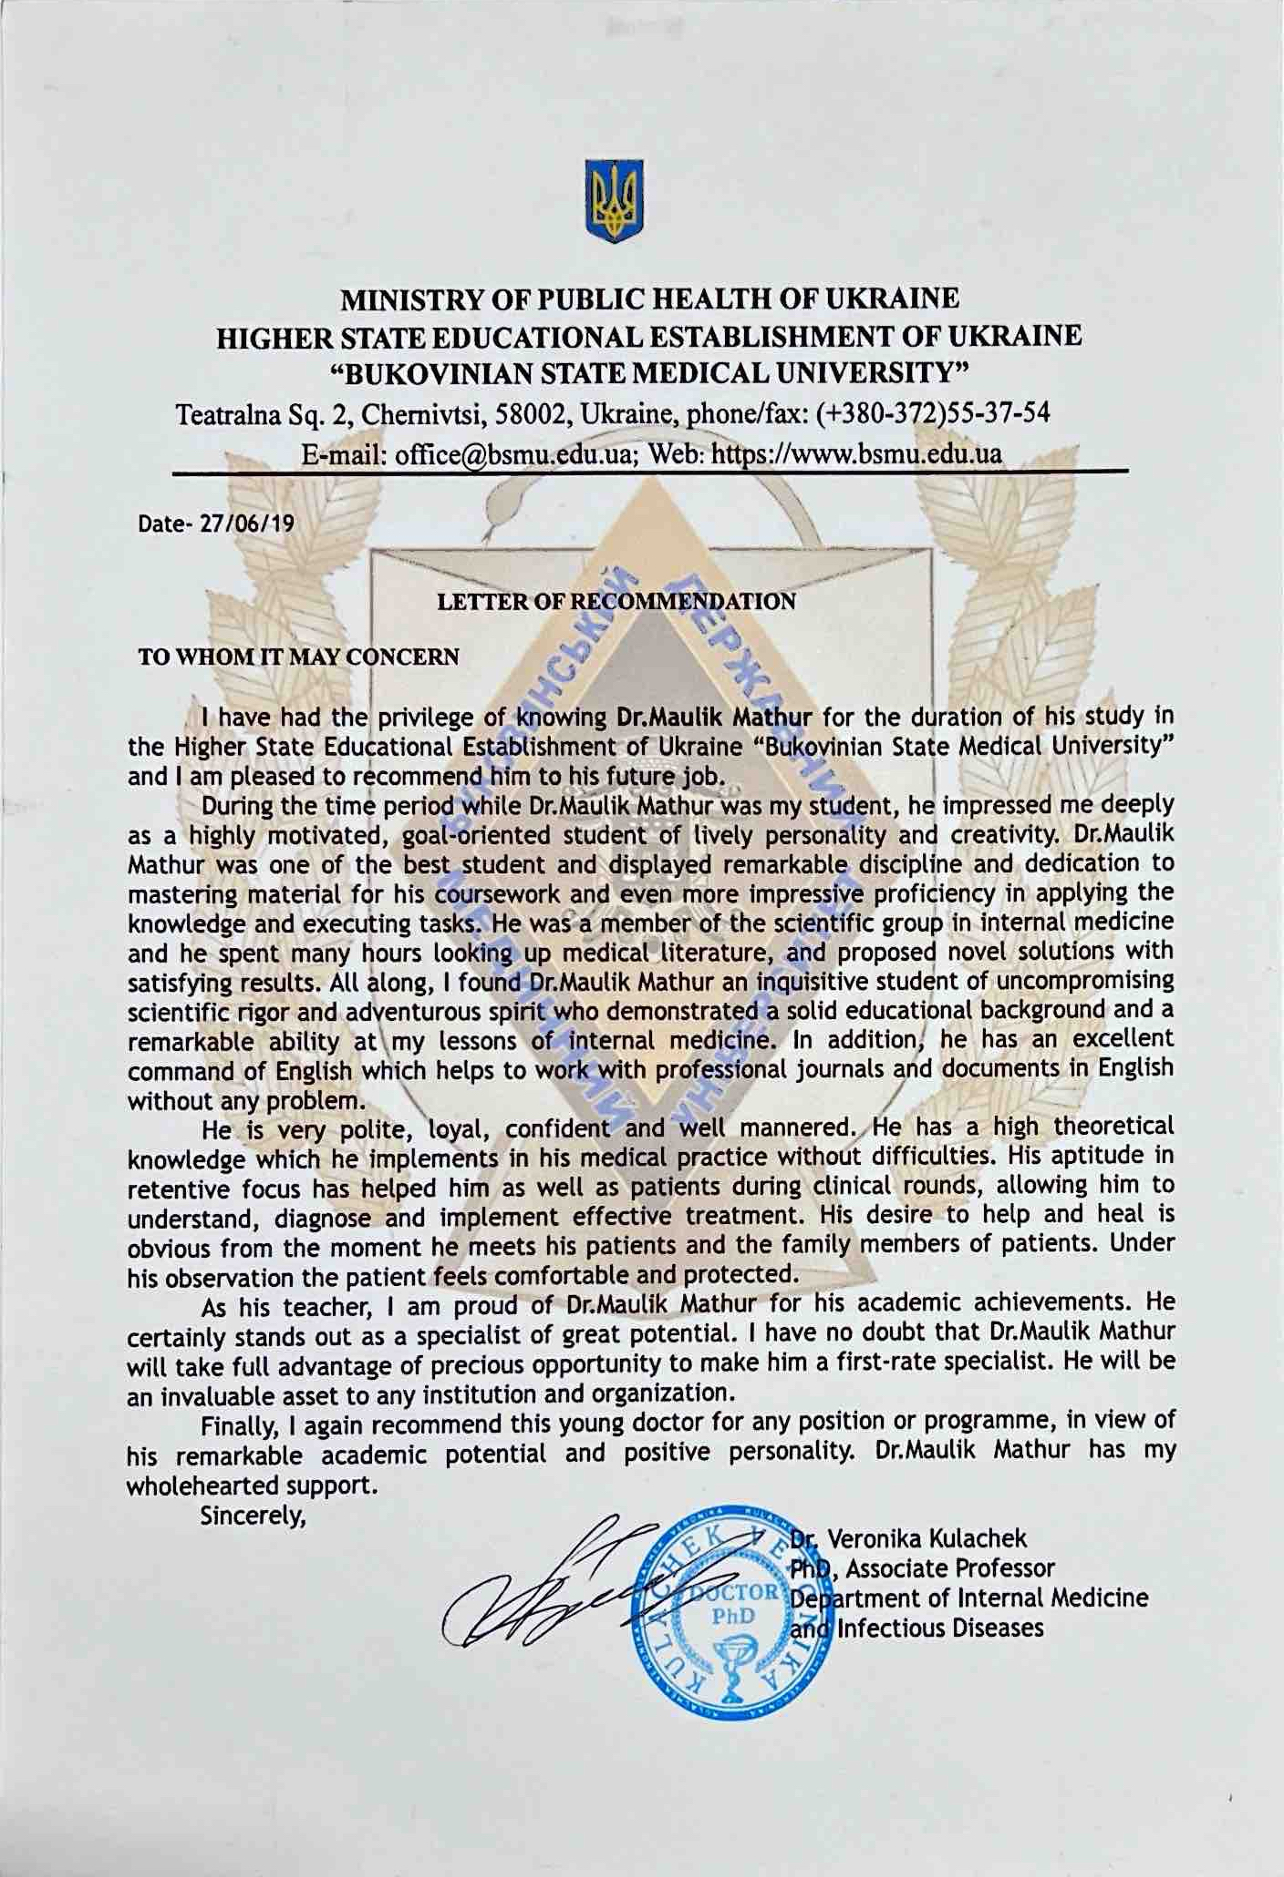 MINISTRY OF PUBLIC HEALTH OF UKRAINE
HIGHER STATE EDUCATIONAL ESTABLISHMENT OF UKRAINE
“BUKOVINIAN STATE MEDICAL UNIVERSITY”
Teatralna Sq. 2, Chernivtsi, 58002, Ukraine, phone/fax: (+380-372)55-37-54
E-mail: office@bsmu.edu.ua; Web: https://www.bsmu.edu.ua
Date- 27/06/19
LETTER OF RECOMMENDATION
TO WHOM IT MAY CONCERN
I have had the privilege of knowing Dr.Maulik Mathur for the duration of his study in
the Higher State Educational Establishment of Ukraine “Bukovinian State Medical University”
and I am pleased to recommend him to his future job.
During the time period while Dr.Maulik Mathur was my student, he impressed me deeply
as a highly motivated, goal-oriented student of lively personality and creativity. Dr.Maulik
Mathur was one of the best student and displayed remarkable discipline and dedication to
mastering material for his coursework and even more impressive proficiency in applying the
knowledge and executing tasks. He was a member of the scientific group in internal medicine
and he spent many hours looking up medical literature, and proposed novel solutions with
satisfying results. All along, I found Dr.Maulik Mathur an inquisitive student of uncompromising
scientific rigor and adventurous spirit who demonstrated a solid educational background and a
remarkable ability at my lessons of internal medicine. In addition, he has an excellent
command of English which helps to work with professional journals and documents in English
without any problem.
He is very polite, loyal, confident and well mannered. He has a high theoretical
knowledge which he implements in his medical practice without difficulties. His aptitude in
retentive focus has helped him as well as patients during clinical rounds, allowing him to
understand, diagnose and implement effective treatment. His desire to help and heal is
obvious from the moment he meets his patients and the family members of patients. Under
his observation the patient feels comfortable and protected.
As his teacher, I am proud of Dr.Maulik Mathur for his academic achievements. He
certainly stands out as a specialist of great potential. I have no doubt that Dr.Maulik Mathur
will take full advantage of precious opportunity to make him a first-rate specialist. He will be
an invaluable asset to any institution and organization.
Finally, I again recommend this young doctor for any position or programme, in view of
his remarkable academic potential and positive personality. Dr.Maulik Mathur has my
wholehearted support.
Sincerely,
Dr. Veronika Kulachek
PhD, Associate Professor
Department of Internal Medicine
and Infectious Diseases
KULACHEK VERONIKA
DOCTOR
PhD
БУКОВИНСЬКИЙ
ДЕРЖАВНИЙ
МЕДИЧНИЙ
УНІВЕРСИТЕТ